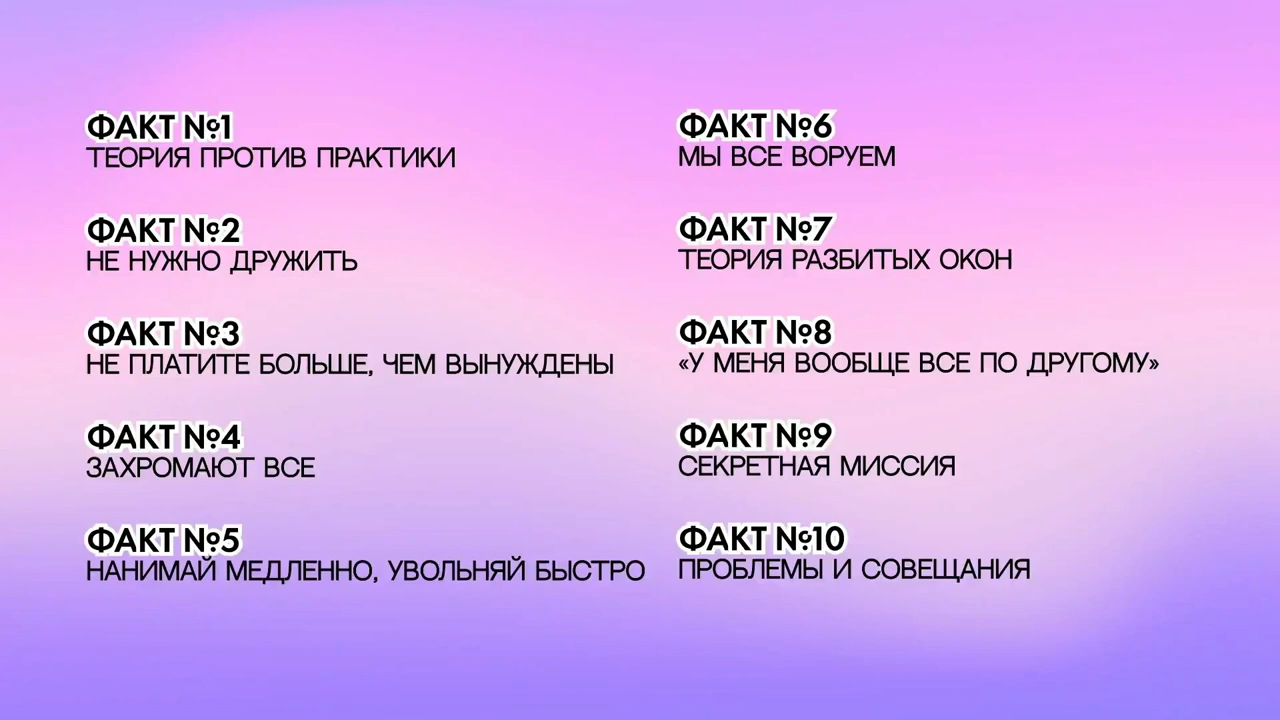 ФАКТ №1
ТЕОРИЯ ПРОТИВ ПРАКТИКИ
ФАКТ №2
НЕ НУЖНО ДРУЖИТЬ
ФАКТ №3
НЕ ПЛАТИТЕ БОЛЬШЕ, ЧЕМ ВЫНУЖДЕНЫ
ФАКТ №4
ЗАХРОМАЮТ ВСЕ
ФАКТ №5
НАНИМАЙ МЕДЛЕННО, УВОЛЬНЯЙ БЫСТРО
ФАКТ №6
МЫ ВСЕ ВОРУЕМ
ФАКТ №7
ТЕОРИЯ РАЗБИТЫХ ОКОН
ФАКТ №8
«У МЕНЯ ВООБЩЕ ВСЕ ПО ДРУГОМУ»
ФАКТ №9
СЕКРЕТНАЯ МИССИЯ
ФАКТ №10
ПРОБЛЕМЫ И СОВЕЩАНИЯ